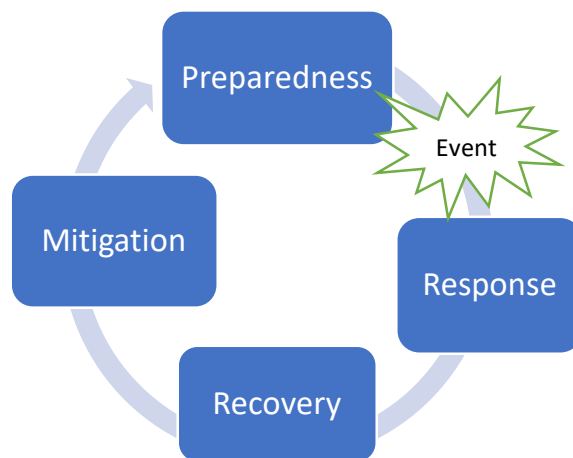 Preparedness
Event
Response
Recovery
Mitigation